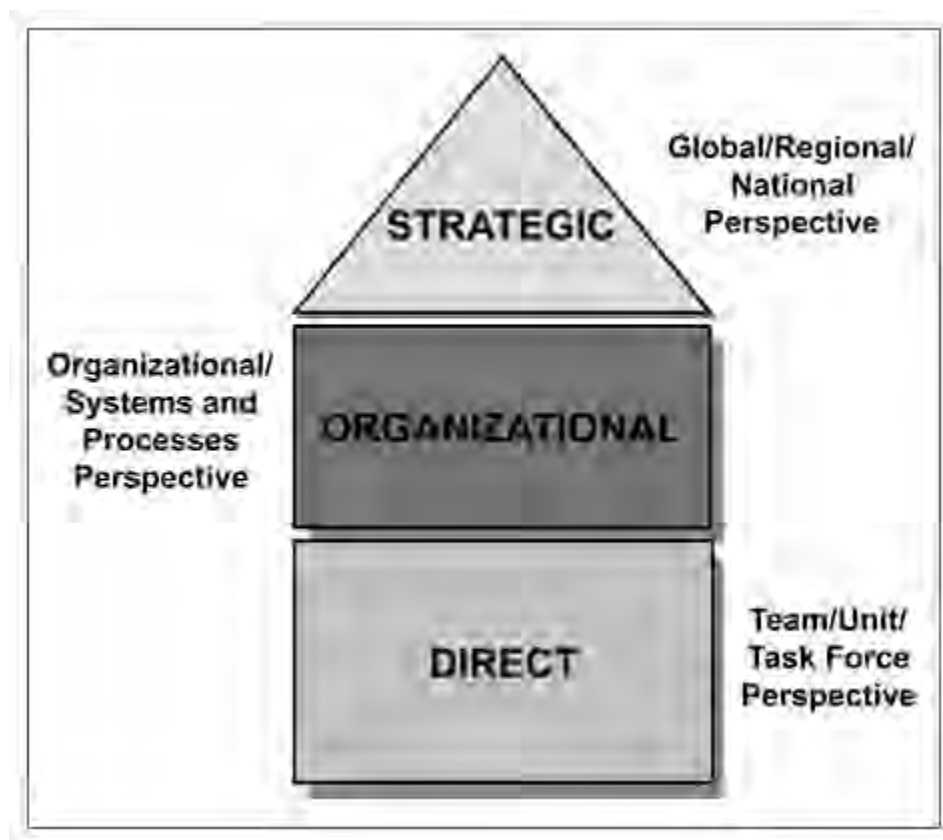 STRATEGIC
Global/Regional/
National
Perspective
Organizational/
Systems and
Processes
Perspective
ORGANIZATIONAL
DIRECT
Team/Unit/
Task Force
Perspective